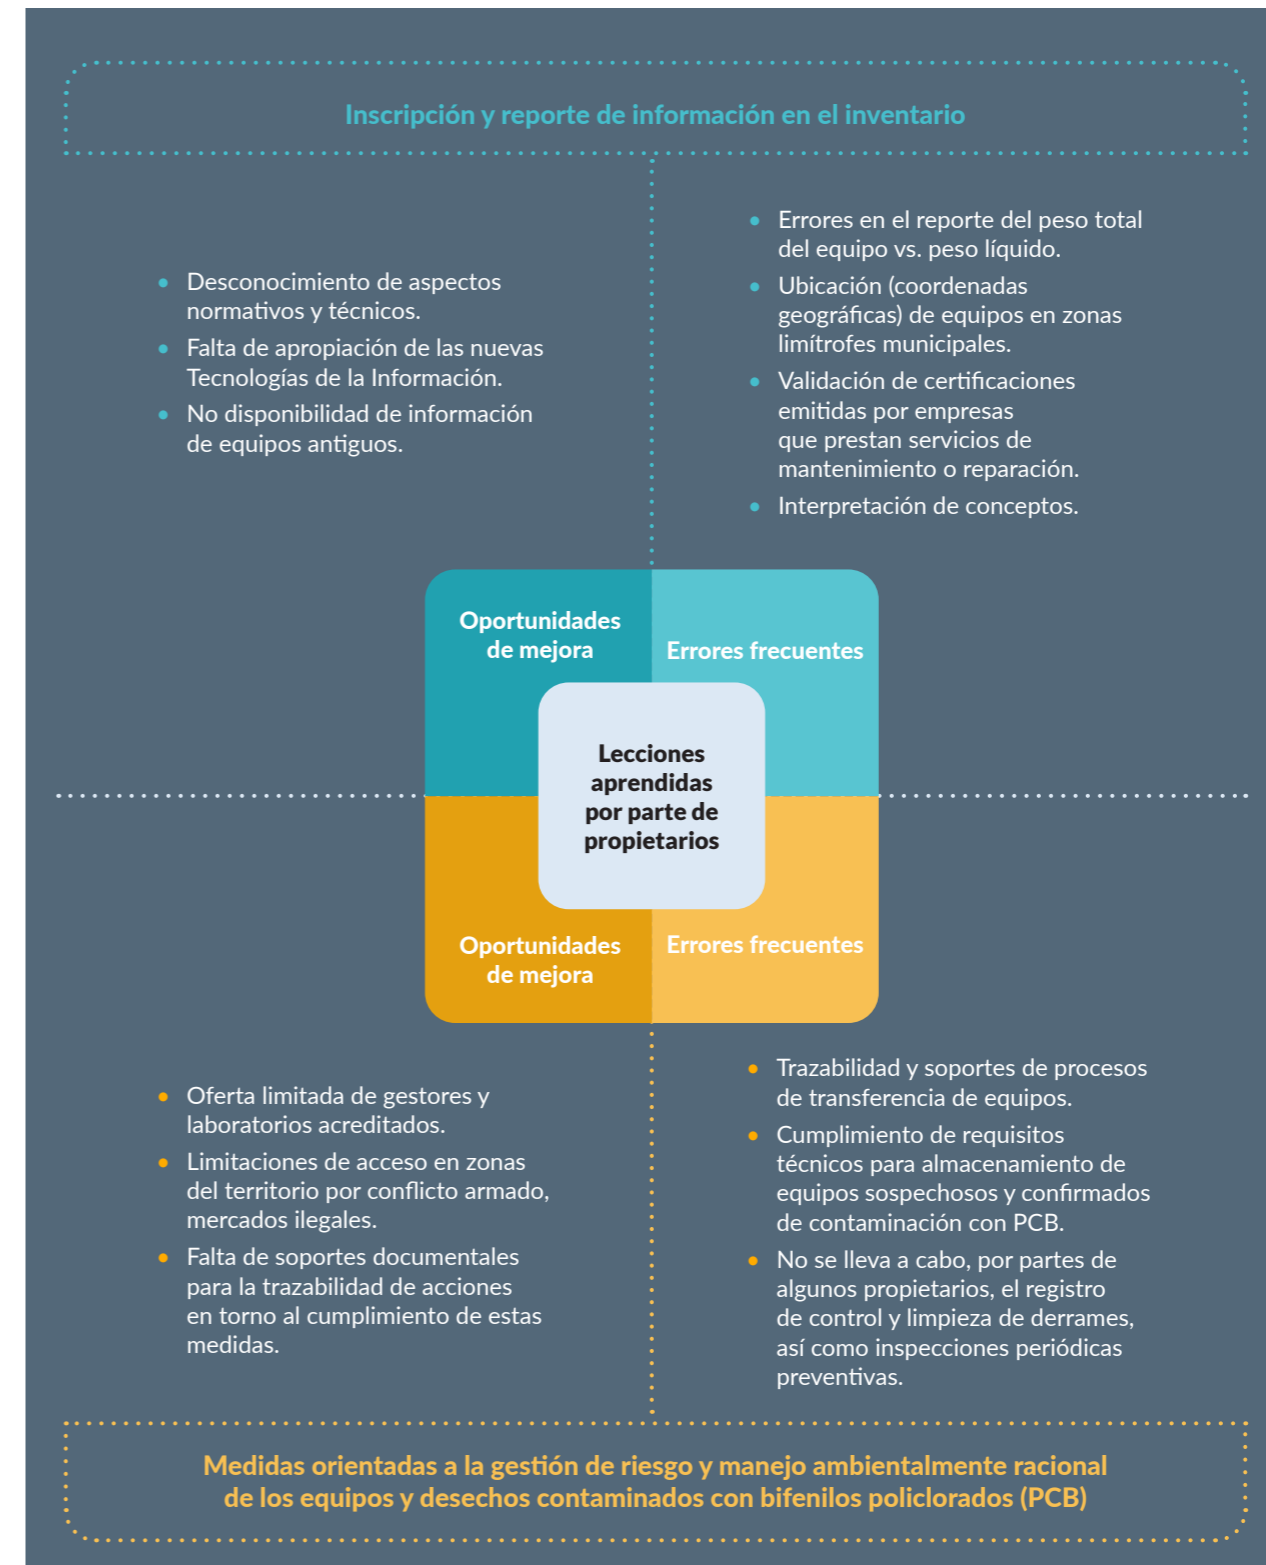 Inscripción y reporte de información en el inventario
• Desconocimiento de aspectos
normativos y técnicos.
• Falta de apropiación de las nuevas
Tecnologías de la Información.
• No disponibilidad de información
de equipos antiguos.
• Errores en el reporte del peso total
del equipo vs. peso líquido.
• Ubicación (coordenadas
geográficas) de equipos en zonas
limítrofes municipales.
• Validación de certificaciones
emitidas por empresas
que prestan servicios de
mantenimiento o reparación.
• Interpretación de conceptos.
Oportunidades
de mejora
Errores frecuentes
Lecciones
aprendidas
por parte de
propietarios
Oportunidades
de mejora
Errores frecuentes
• Oferta limitada de gestores y
laboratorios acreditados.
• Limitaciones de acceso en zonas
del territorio por conflicto armado,
mercados ilegales.
• Falta de soportes documentales
para la trazabilidad de acciones
en torno al cumplimiento de estas
medidas.
• Trazabilidad y soportes de procesos
de transferencia de equipos.
• Cumplimiento de requisitos
técnicos para almacenamiento de
equipos sospechosos y confirmados
de contaminación con PCB.
• No se lleva a cabo, por partes de
algunos propietarios, el registro
de control y limpieza de derrames,
así como inspecciones periódicas
preventivas.
Medidas orientadas a la gestión de riesgo y manejo ambientalmente racional
de los equipos y desechos contaminados con bifenilos policlorados (PCB)